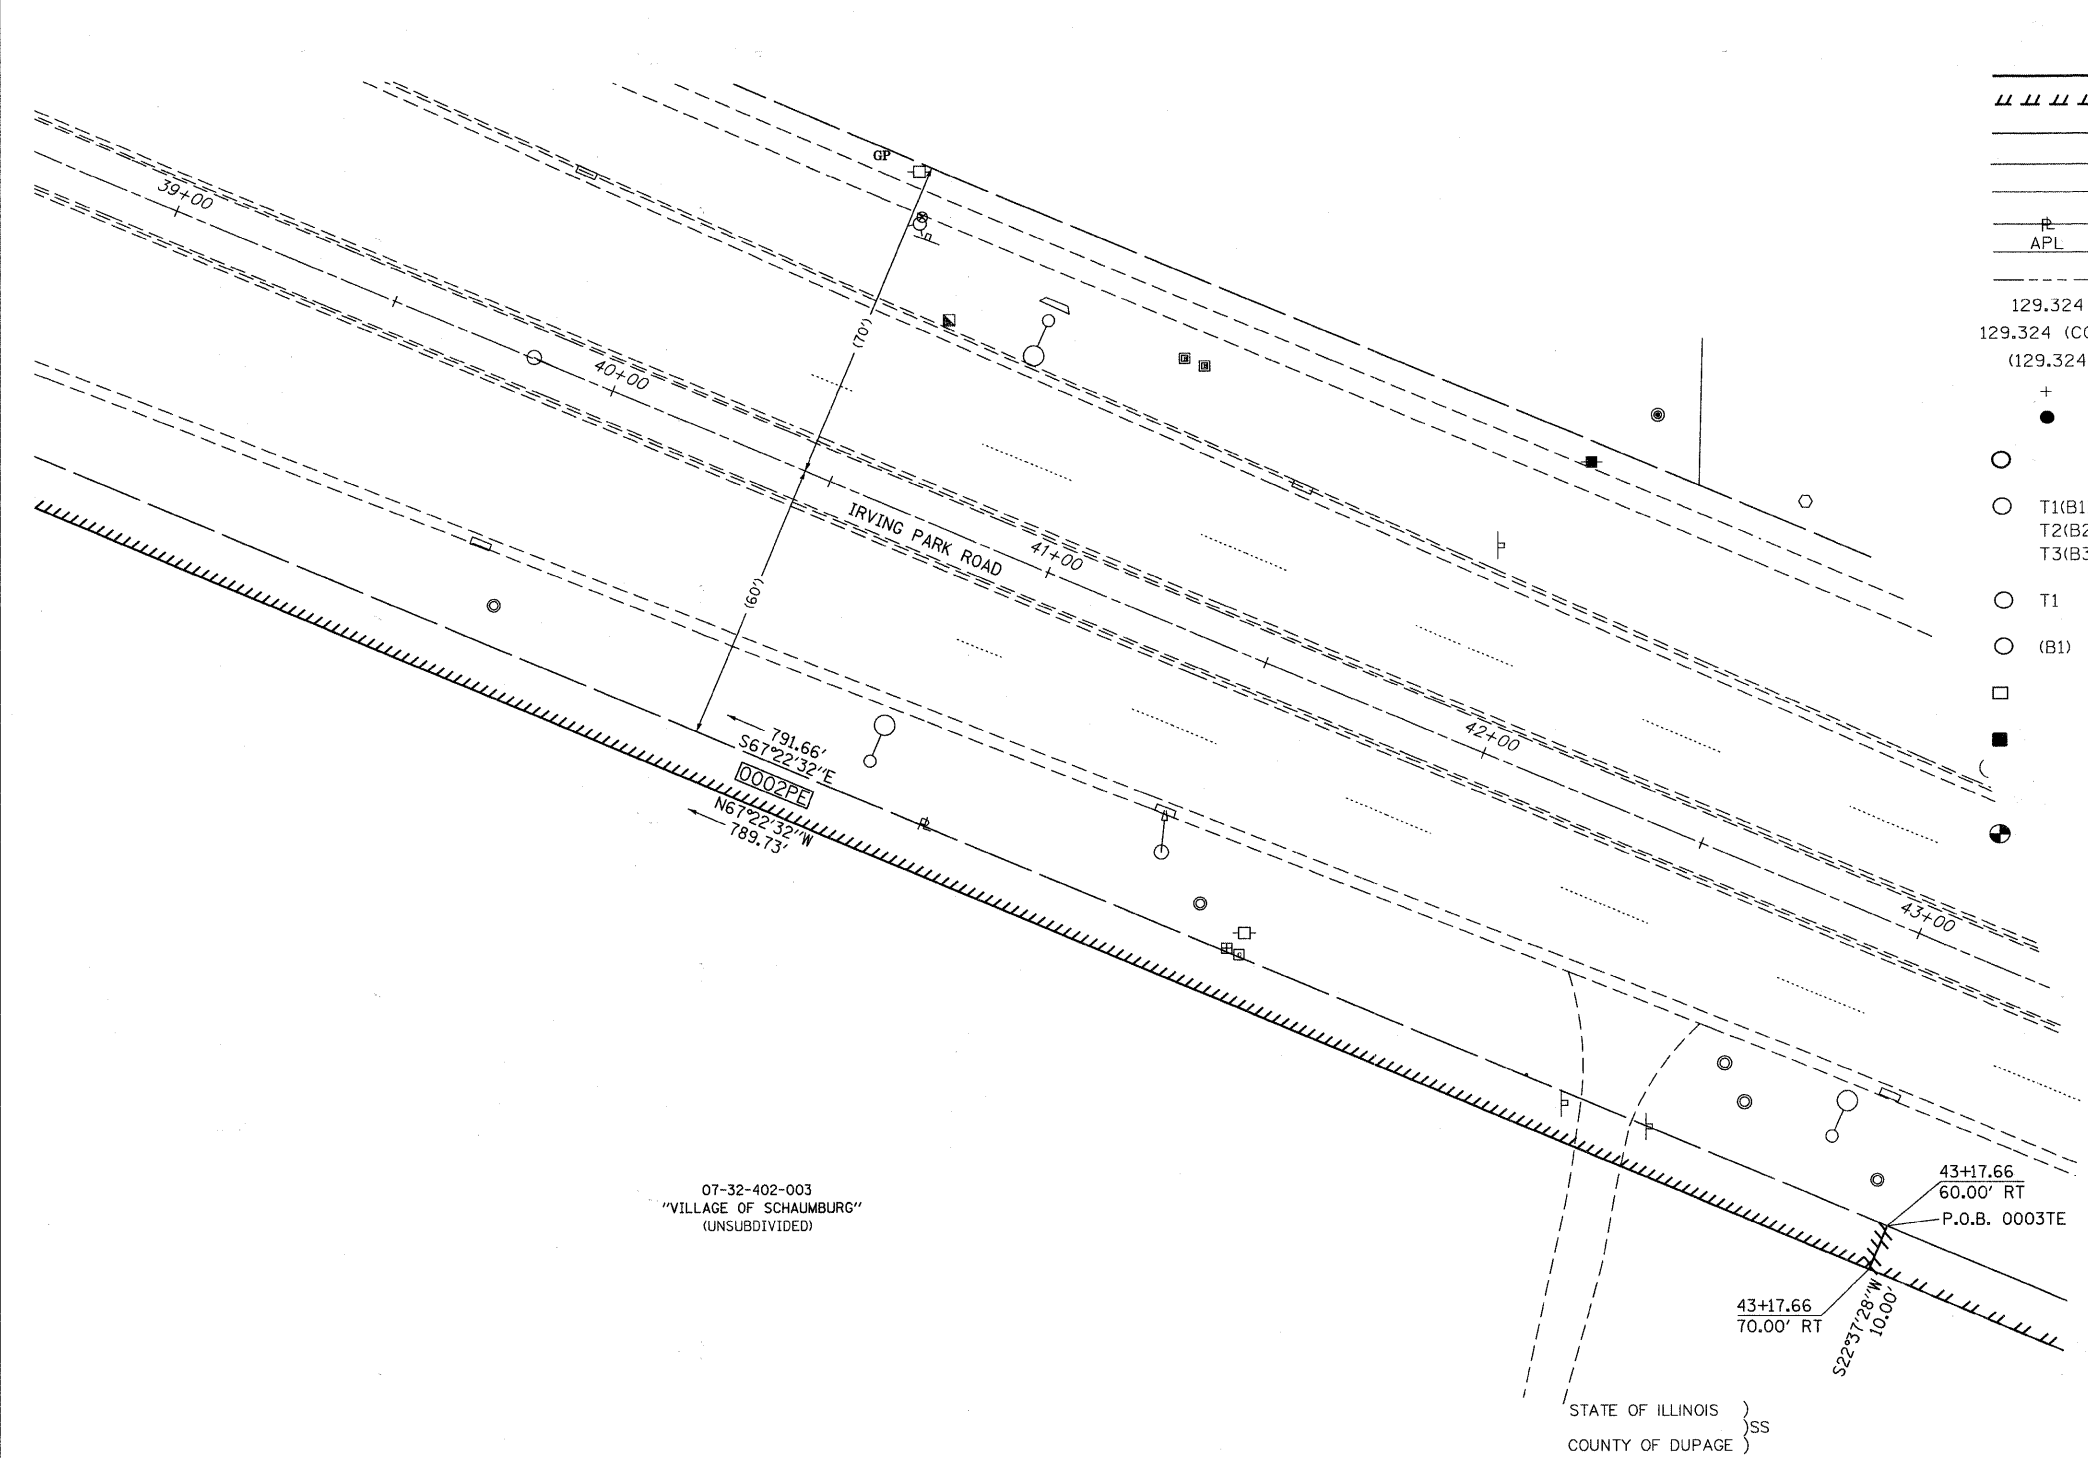 GP
39+00
APL
129.324
129.324 (CO
(129.324
+
(70')
40+00
T1(B1
T2(B2
T3(B3
IRVING PARK ROAD
41+00
(60')
T1
(B1)
42+00
791.66'
S67°22'32"E
0002PE
N67°22'32"W
789.73'
PL
43+00
07-32-402-003
"VILLAGE OF SCHAUMBURG"
(UNSUBDIVIDED)
43+17.66
60.00' RT
P.O.B. 0003TE
43+17.66
70.00' RT
S22°37'28"W
10.00'
STATE OF ILLINOIS )
)SS
COUNTY OF DUPAGE )